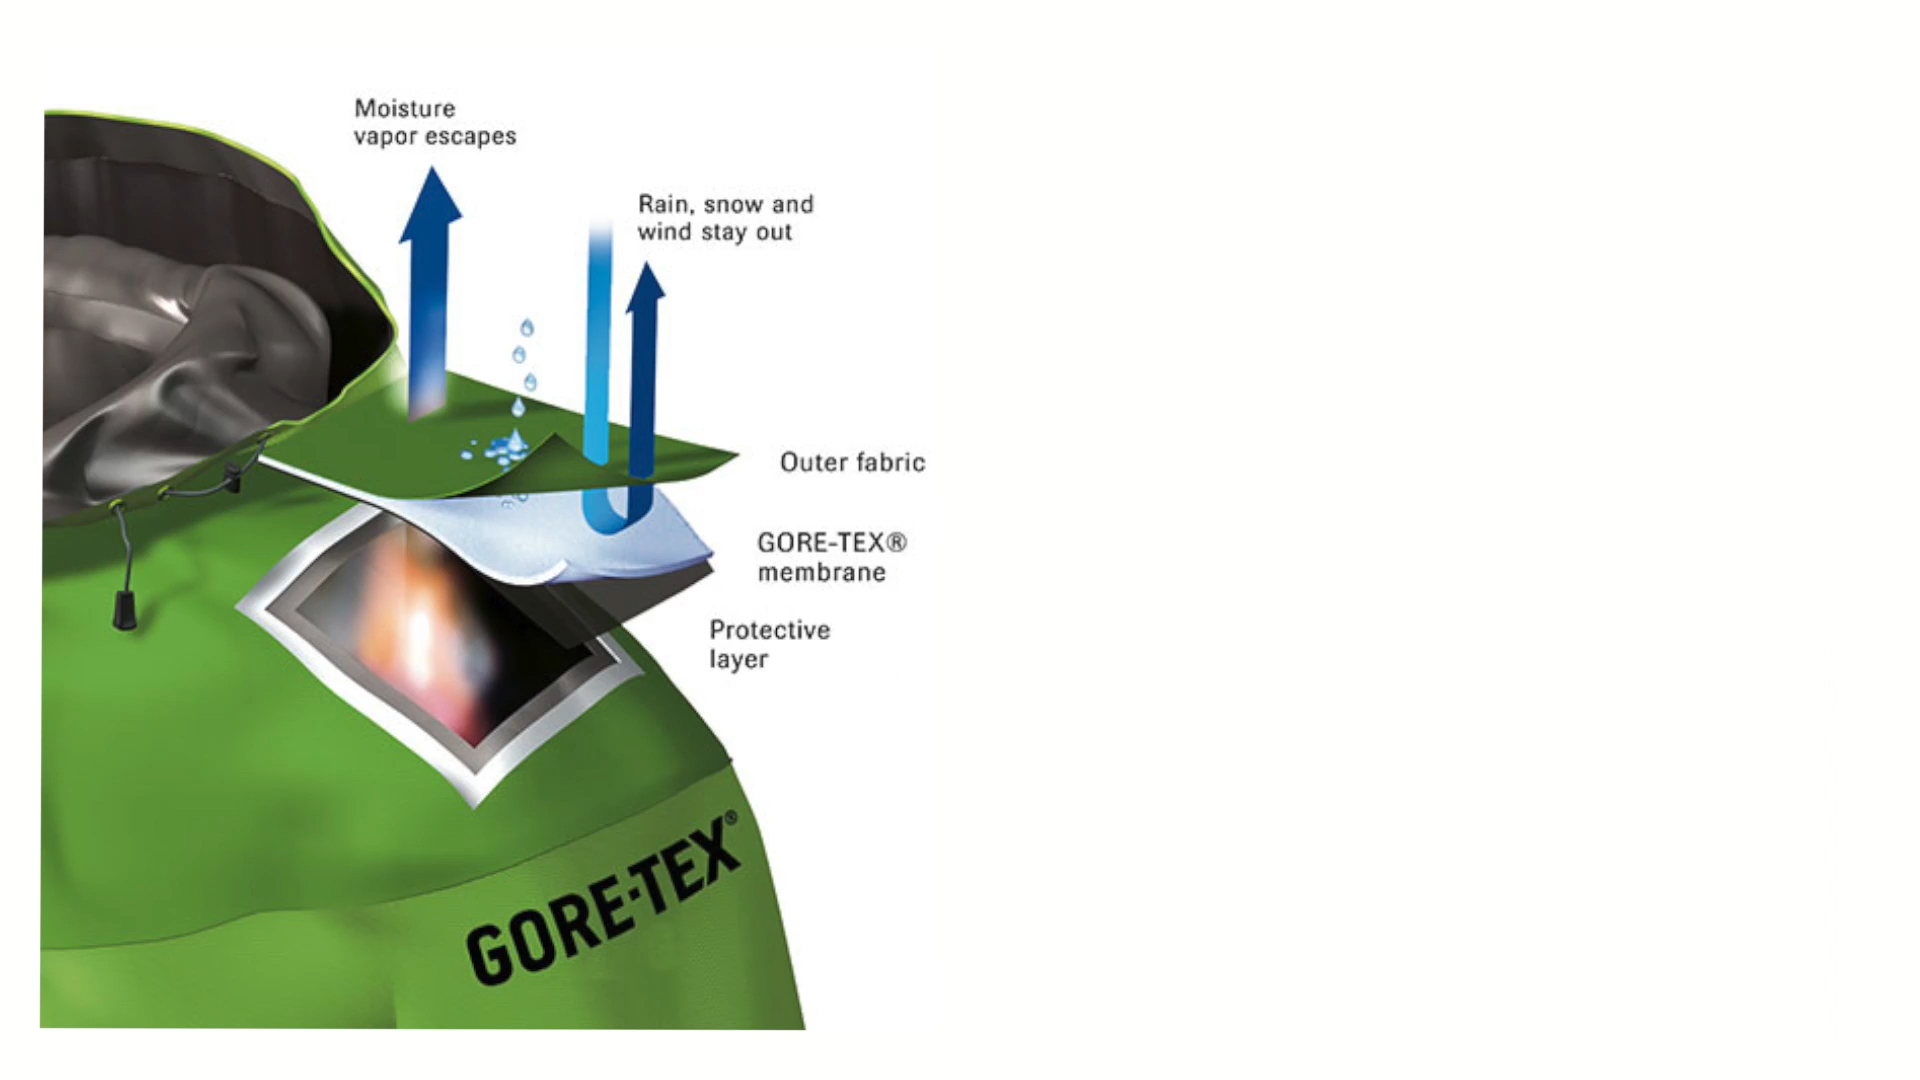 Moisture
vapor escapes
Rain, snow and
wind stay out
Outer fabric
GORE-TEX®
membrane
Protective
layer
GORE-TEX®